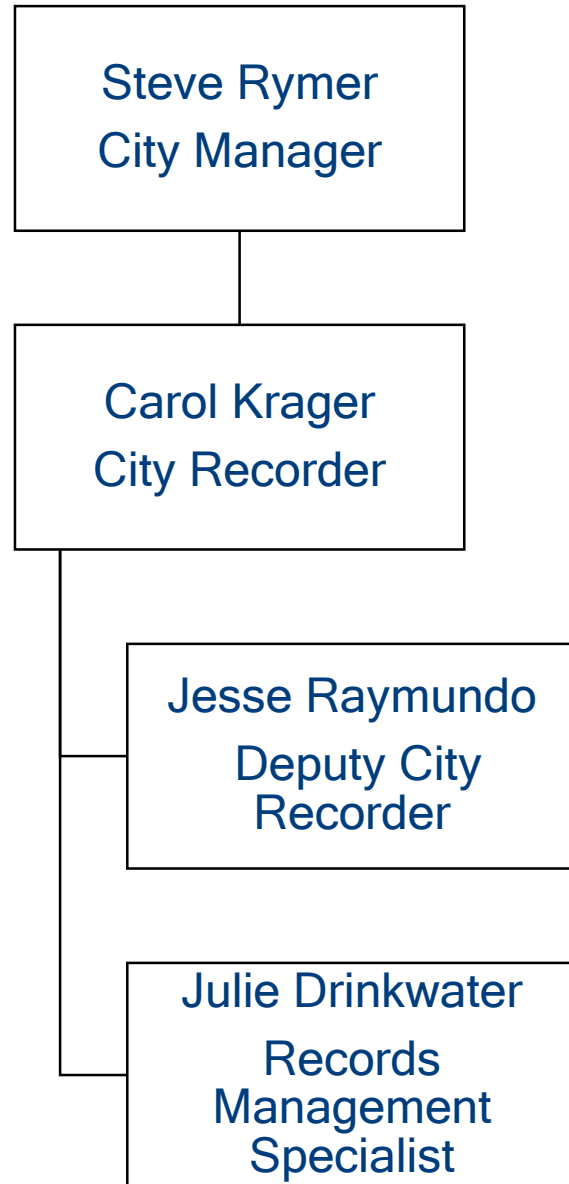 Steve Rymer
City Manager
Carol Krager
City Recorder
Jesse Raymundo
Deputy City
Recorder
Julie Drinkwater
Records
Management
Specialist